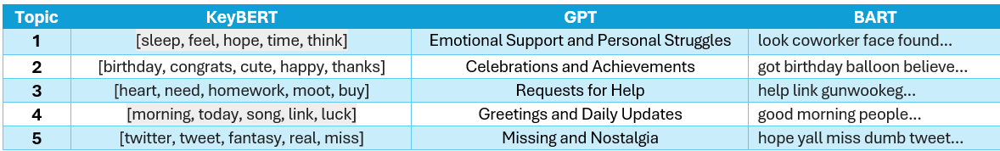 Topic KeyBERT GPT BART
1 [sleep, feel, hope, time, think] Emotional Support and Personal Struggles look coworker face found...
2 [birthday, congrats, cute, happy, thanks] Celebrations and Achievements got birthday balloon believe...
3 [heart, need, homework, moot, buy] Requests for Help help link gunwookeg...
4 [morning, today, song, link, luck] Greetings and Daily Updates good morning people...
5 [twitter, tweet, fantasy, real, miss] Missing and Nostalgia hope yall miss dumb tweet...